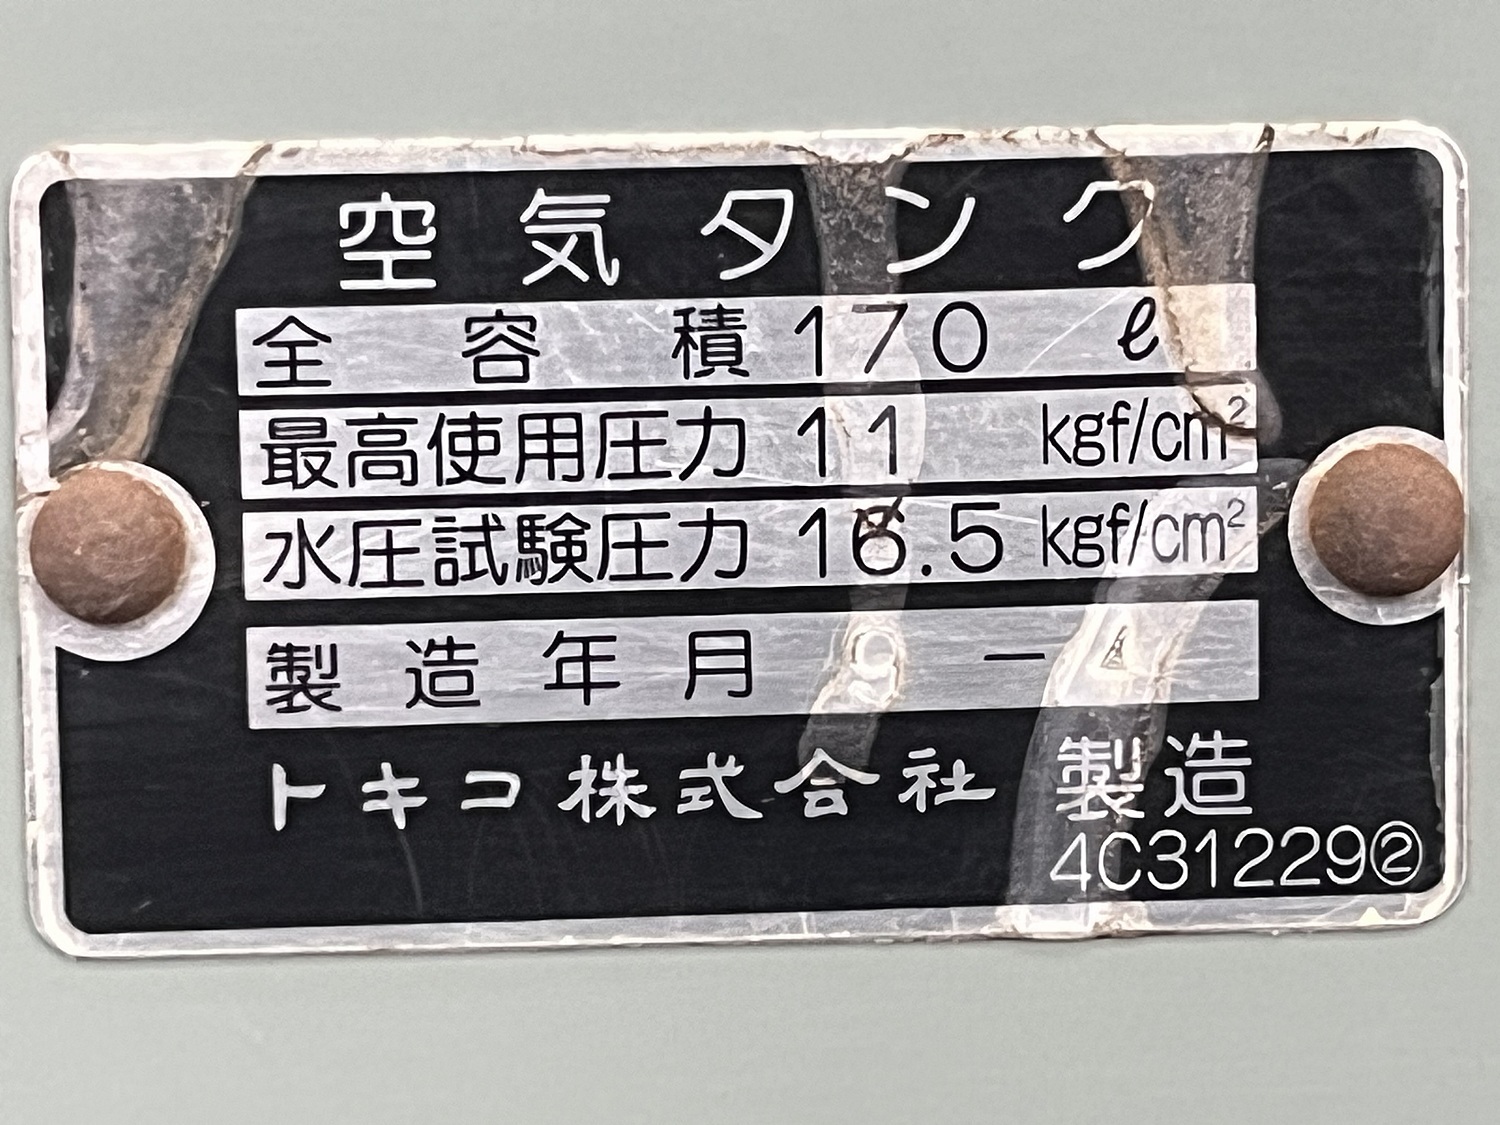 空気タンク
全容積 170 ℓ
最高使用圧力 11 kgf/cm²
水圧試験圧力 16.5 kgf/cm²
製造年月 －
トキコ株式会社 製造
4C31229②